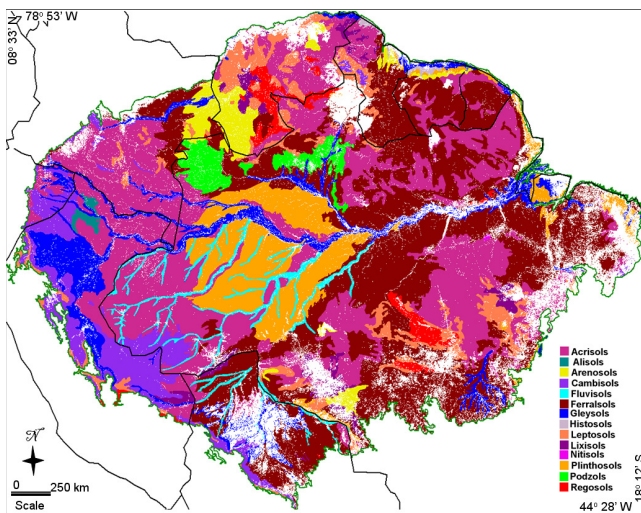 78° 53' W
08° 33' N
Acrisols
Alisols
Arenosols
Cambisols
Fluvisols
Ferralsols
Gleysols
Histosols
Leptosols
Lixisols
Nitisols
Plinthosols
Podzols
Regosols
N
0 250 km
Scale
18° 12' S
44° 28' W